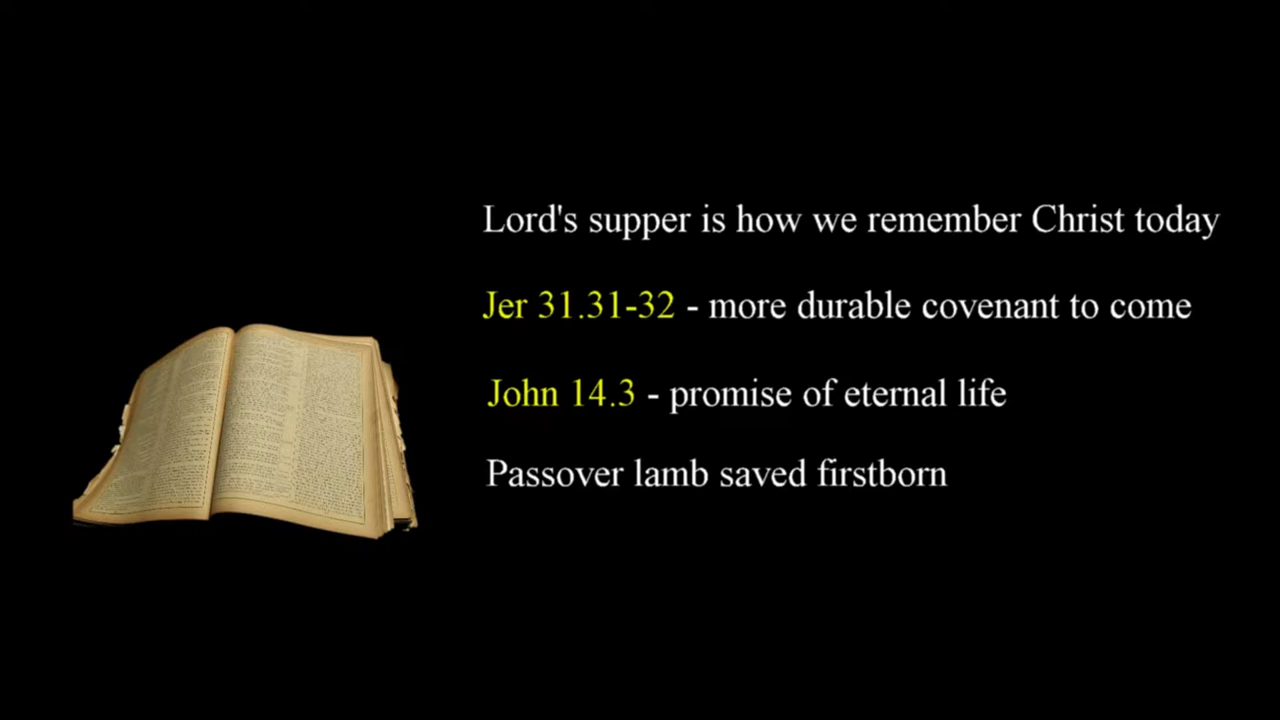 Lord's supper is how we remember Christ today
Jer 31.31-32 - more durable covenant to come
John 14.3 - promise of eternal life
Passover lamb saved firstborn